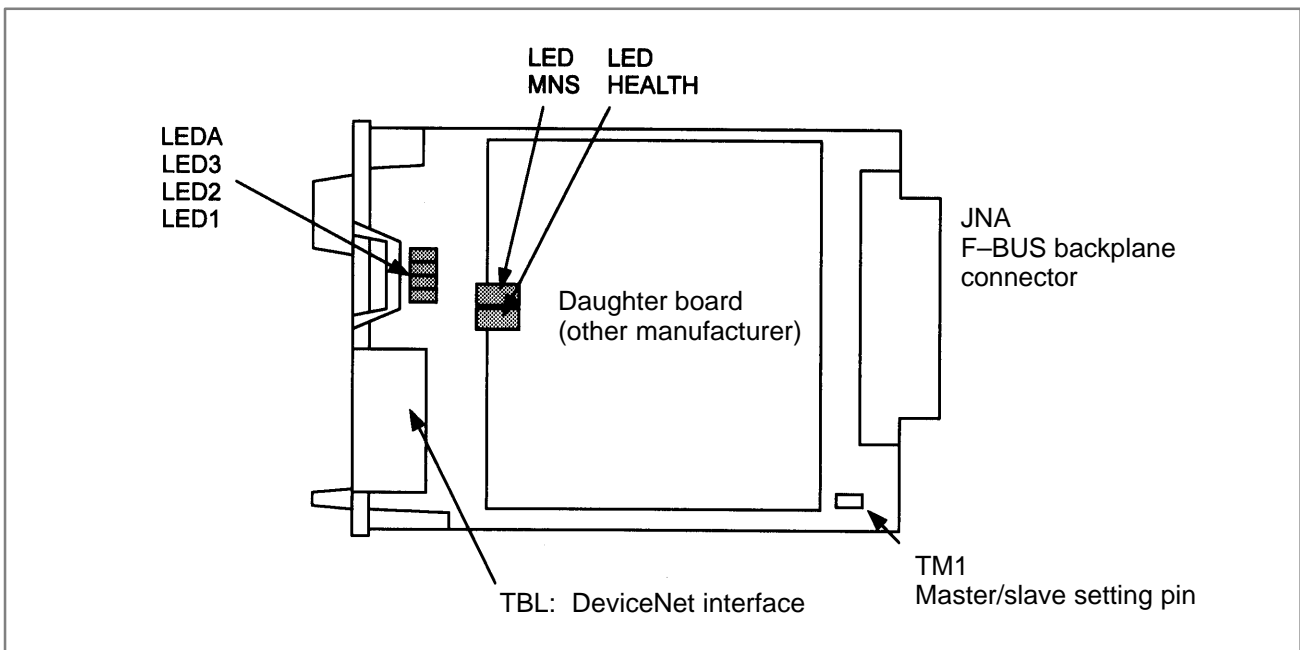 LED MNS
LED HEALTH
LEDA
LED3
LED2
LED1
JNA
F–BUS backplane
connector
Daughter board
(other manufacturer)
TM1
Master/slave setting pin
TBL: DeviceNet interface